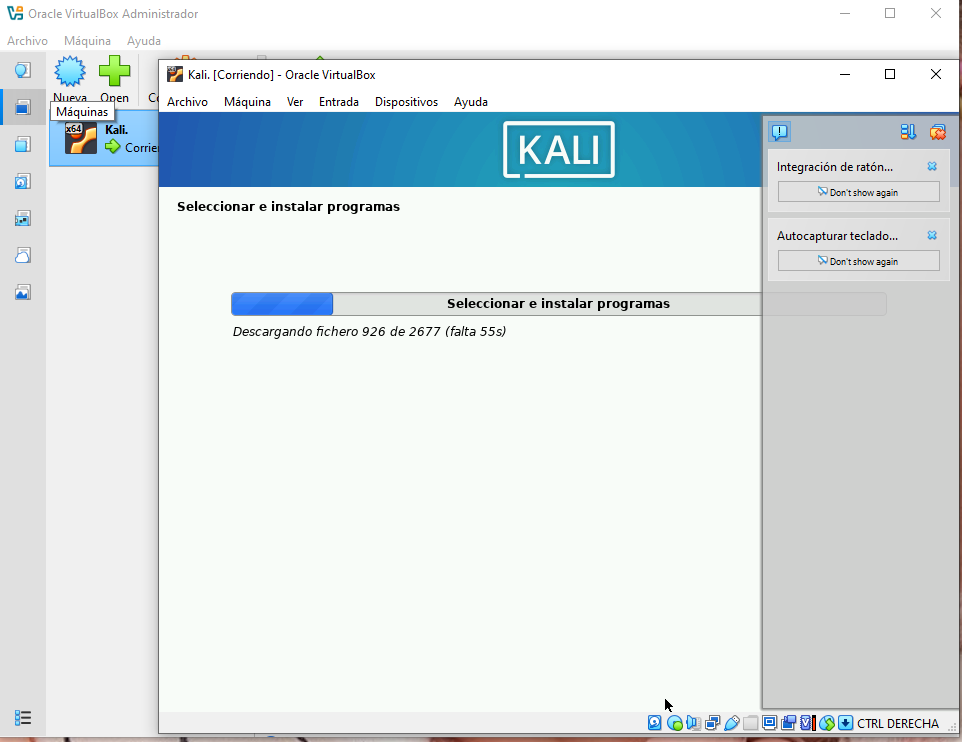 Oracle VirtualBox Administrador
Archivo Máquina Ayuda
Nueva Open
Máquinas
x64
Kali.
Corrie
Kali. [Corriendo] - Oracle VirtualBox
Archivo Máquina Ver Entrada Dispositivos Ayuda
KALI
Seleccionar e instalar programas
Seleccionar e instalar programas
Descargando fichero 926 de 2677 (falta 55s)
Integración de ratón...
Don't show again
Autocapturar teclado...
Don't show again
CTRL DERECHA